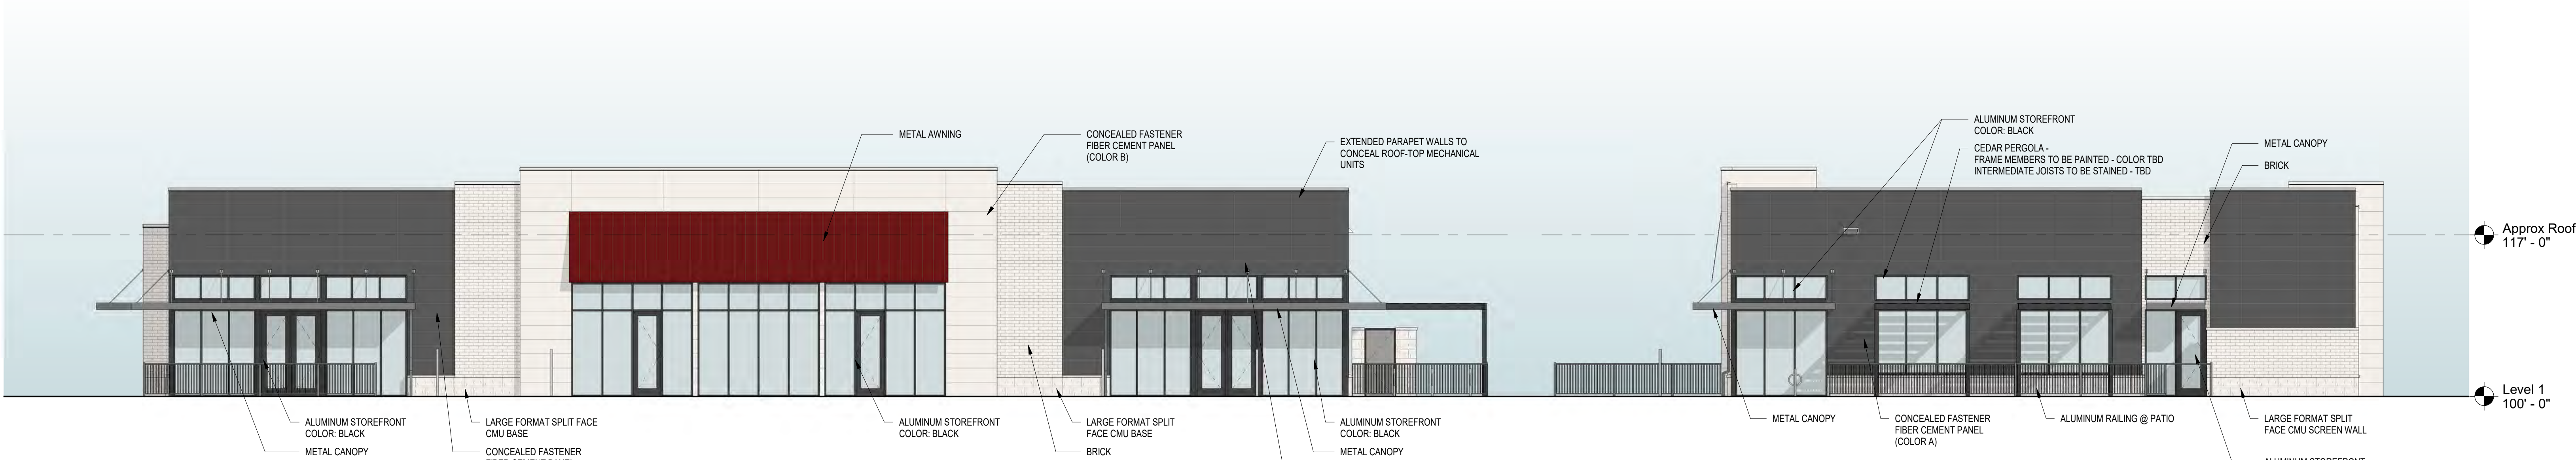 METAL AWNING
CONCEALED FASTENER
FIBER CEMENT PANEL
(COLOR B)
EXTENDED PARAPET WALLS TO
CONCEAL ROOF-TOP MECHANICAL
UNITS
ALUMINUM STOREFRONT
COLOR: BLACK
CEDAR PERGOLA -
FRAME MEMBERS TO BE PAINTED - COLOR TBD
INTERMEDIATE JOISTS TO BE STAINED - TBD
METAL CANOPY
BRICK
Approx Roof
117' - 0"
Level 1
100' - 0"
ALUMINUM STOREFRONT
COLOR: BLACK
METAL CANOPY
LARGE FORMAT SPLIT FACE
CMU BASE
CONCEALED FASTENER
FIBER CEMENT PANEL
ALUMINUM STOREFRONT
COLOR: BLACK
LARGE FORMAT SPLIT
FACE CMU BASE
BRICK
ALUMINUM STOREFRONT
COLOR: BLACK
METAL CANOPY
METAL CANOPY
CONCEALED FASTENER
FIBER CEMENT PANEL
(COLOR A)
ALUMINUM RAILING @ PATIO
LARGE FORMAT SPLIT
FACE CMU SCREEN WALL
ALUMINUM STOREFRONT